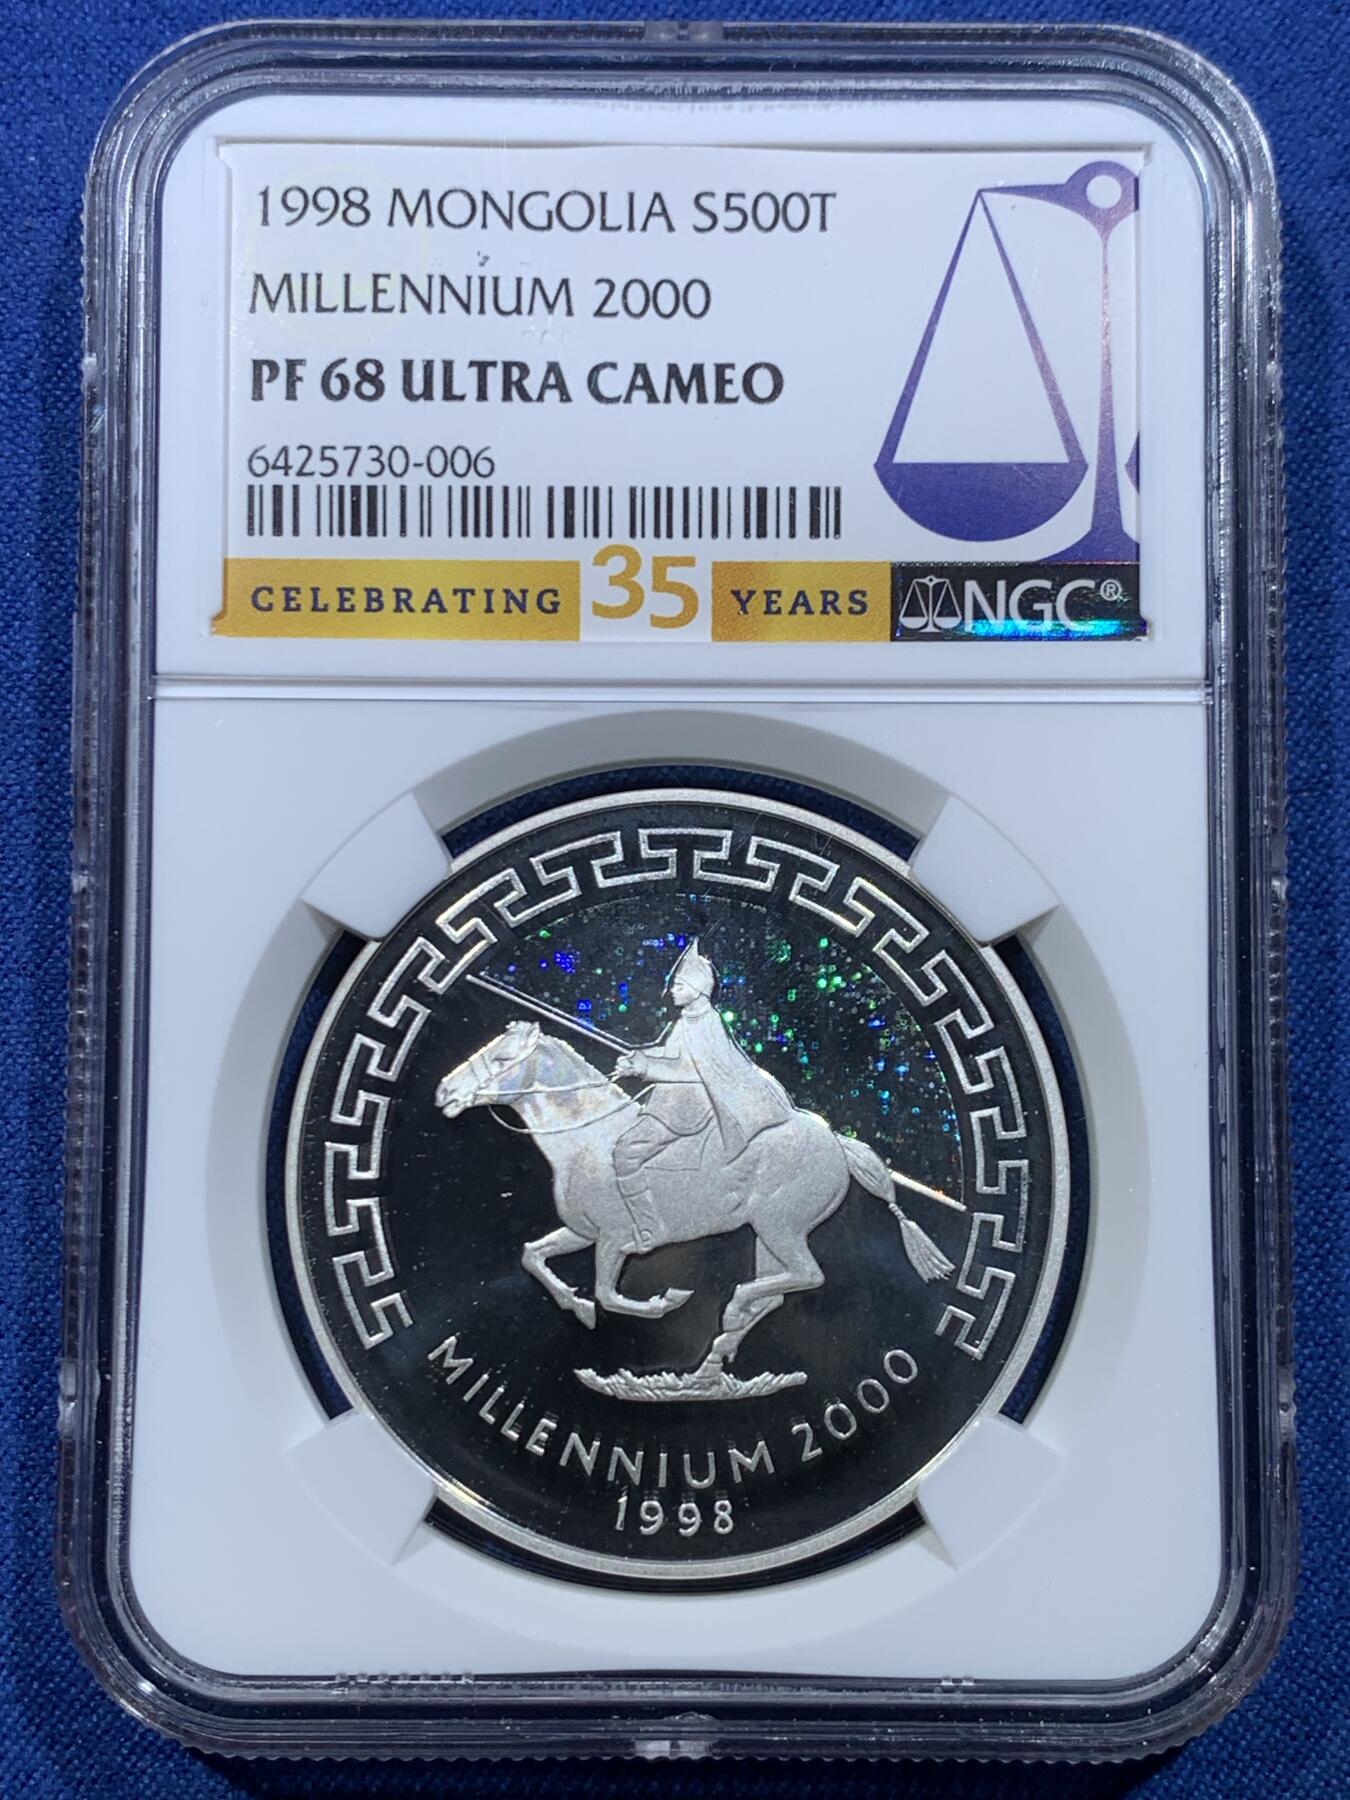 1998 MONGOLIA S500T
MILLENNIUM 2000
PF 68 ULTRA CAMEO
6425730-006
CELEBRATING 35 YEARS NGC®
MILLENNIUM 2000
1998